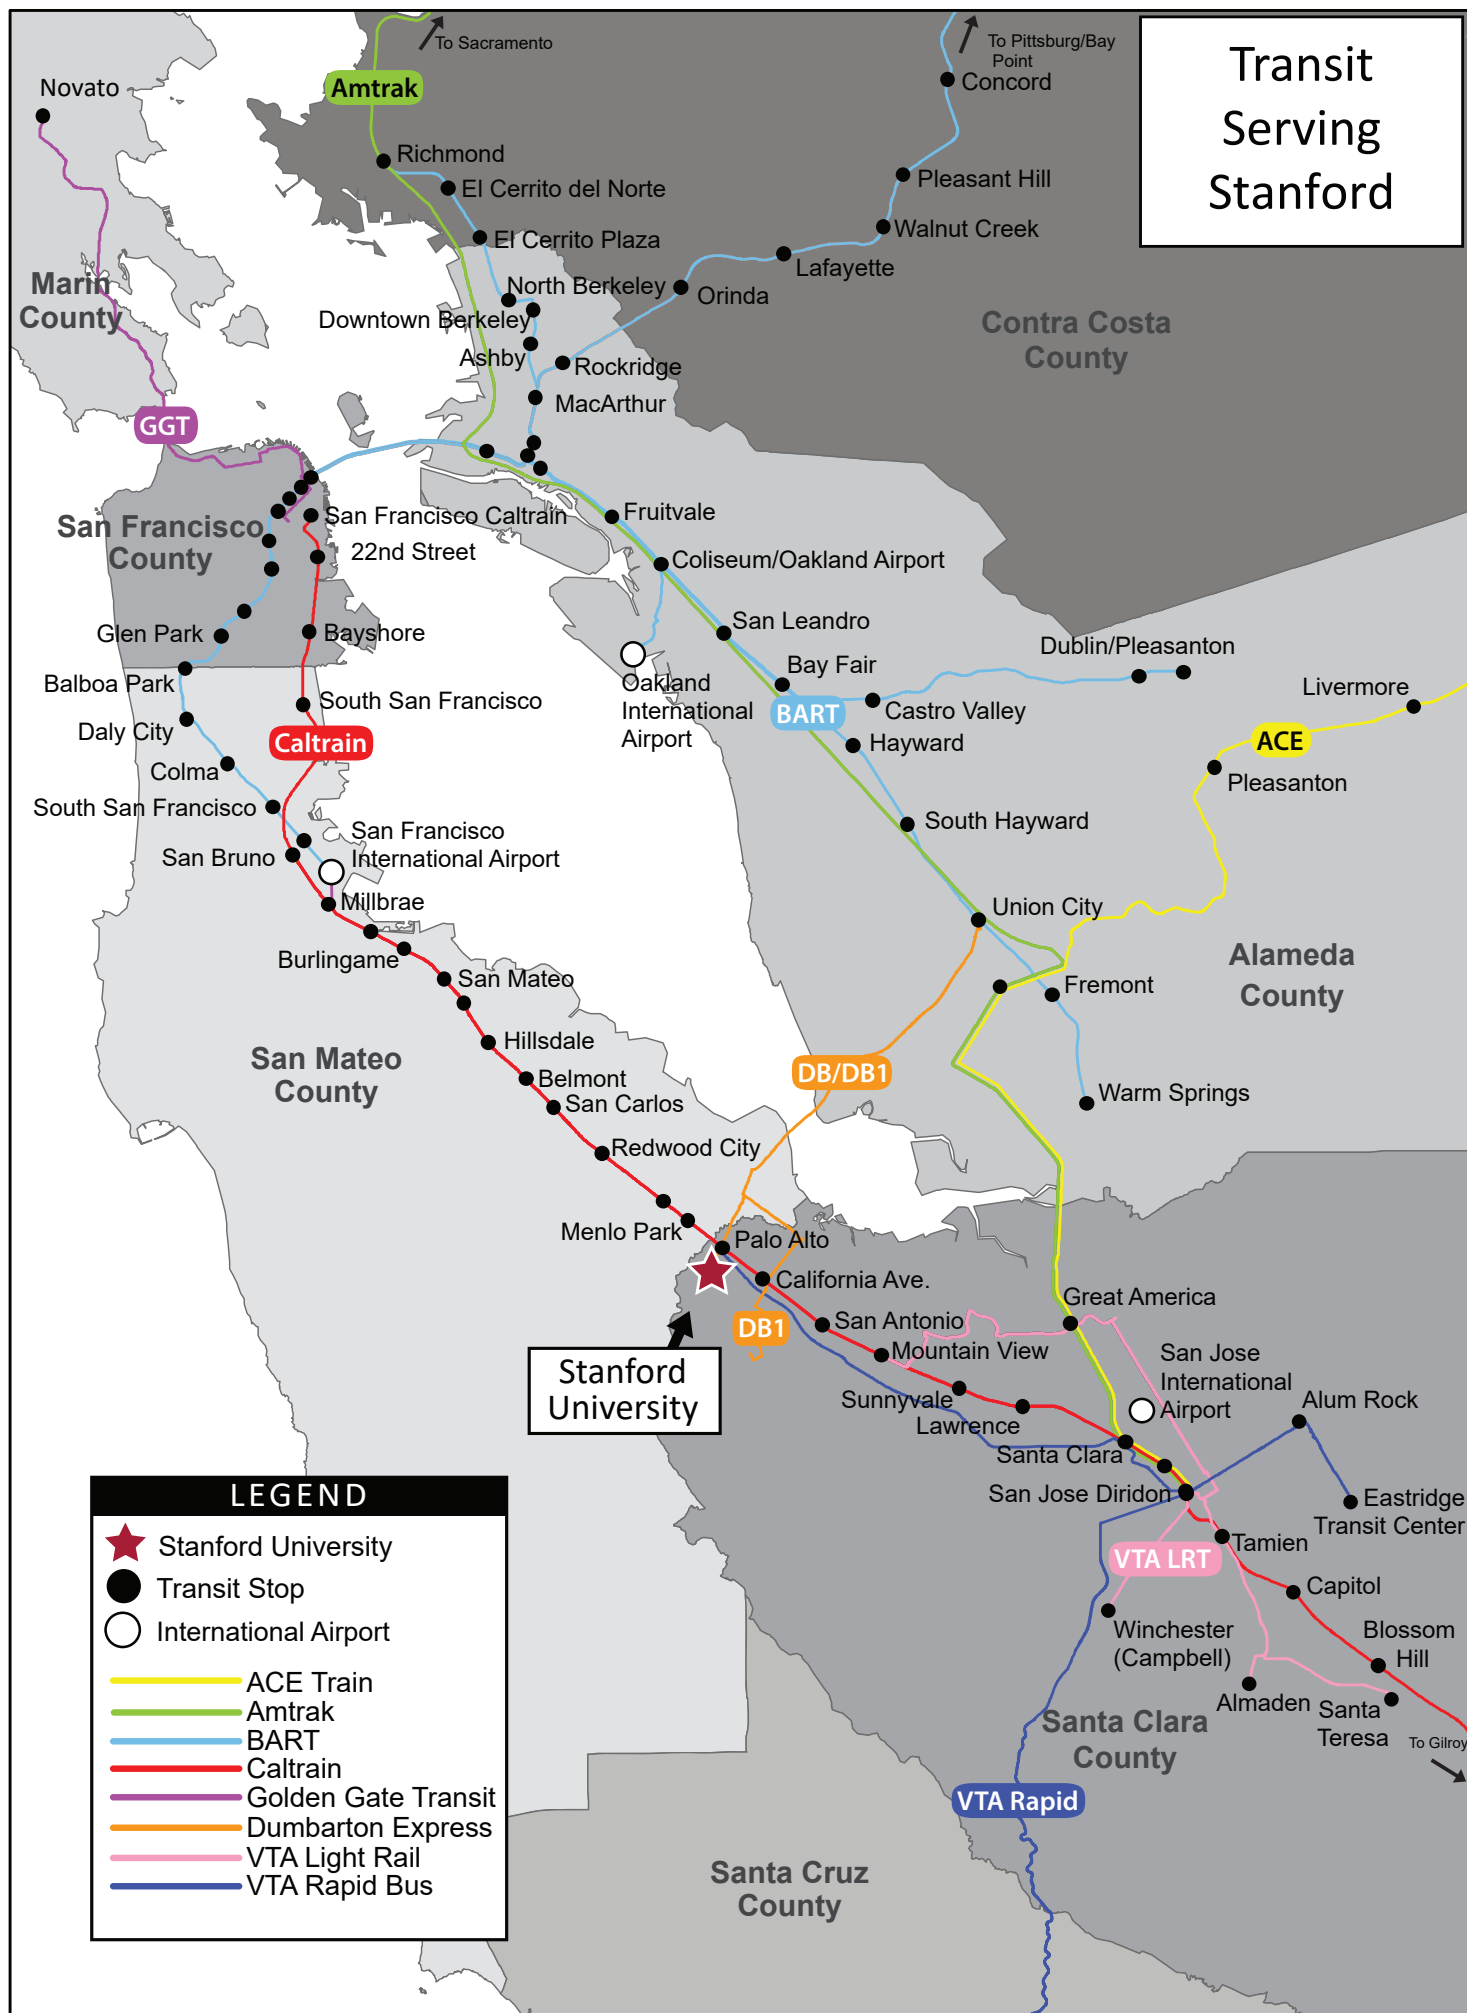 Transit
Serving
Stanford
To Sacramento
To Pittsburg/Bay
Point
Concord
Novato
Amtrak
Richmond
El Cerrito del Norte
Pleasant Hill
El Cerrito Plaza
Walnut Creek
Lafayette
Marin
County
North Berkeley
Orinda
Downtown Berkeley
Contra Costa
County
Ashby
Rockridge
MacArthur
GGT
San Francisco
County
San Francisco Caltrain
Fruitvale
22nd Street
Coliseum/Oakland Airport
Glen Park
Bayshore
San Leandro
Dublin/Pleasanton
Bay Fair
Balboa Park
Oakland
International
Airport
Livermore
South San Francisco
BART
Castro Valley
Daly City
Caltrain
Hayward
ACE
Colma
Pleasanton
South San Francisco
South Hayward
San Francisco
International Airport
San Bruno
Millbrae
Union City
Burlingame
San Mateo
Alameda
County
Fremont
Hillsdale
San Mateo
County
DB/DB1
Belmont
San Carlos
Warm Springs
Redwood City
Menlo Park
Palo Alto
California Ave.
Great America
San Antonio
DB1
Mountain View
San Jose
International
Airport
Stanford
University
Sunnyvale
Lawrence
Alum Rock
Santa Clara
San Jose Diridon
Eastridge
Transit Center
Tamien
VTA LRT
Capitol
Winchester
(Campbell)
Blossom
Hill
Almaden
Santa
Teresa
Santa Clara
County
To Gilroy
VTA Rapid
Santa Cruz
County
LEGEND
Stanford University
Transit Stop
International Airport
ACE Train
Amtrak
BART
Caltrain
Golden Gate Transit
Dumbarton Express
VTA Light Rail
VTA Rapid Bus